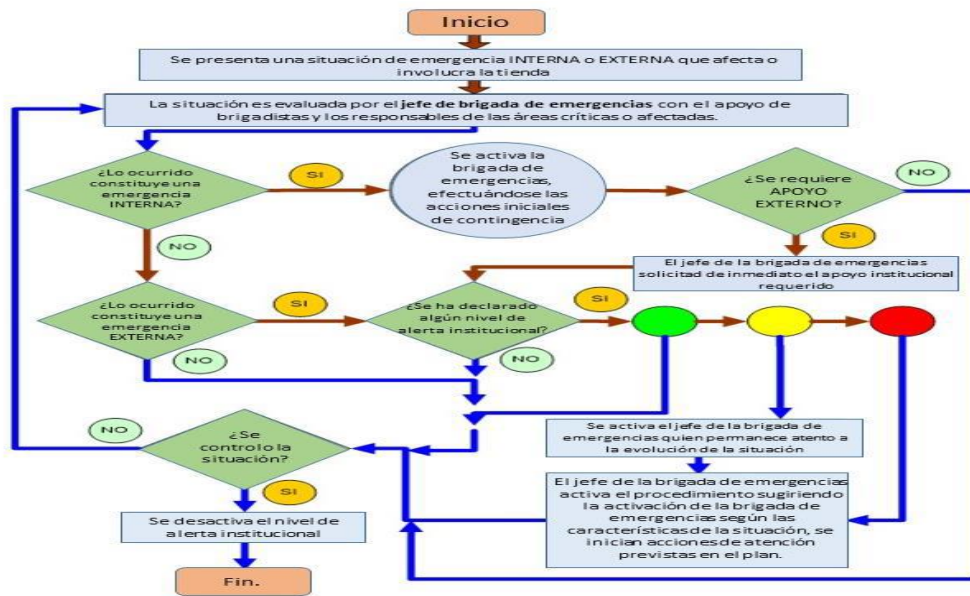 Inicio
Se presenta una situación de emergencia INTERNA o EXTERNA que afecta o
involucra la tienda
La situación es evaluada por el jefe de brigada de emergencias con el apoyo de
brigadistas y los responsables de las áreas críticas o afectadas.
¿Lo ocurrido
constituye una
emergencia
INTERNA?
SI
Se activa la
brigada de
emergencias,
efectuándose las
acciones iniciales
de contingencia
¿Se requiere
APOYO
EXTERNO?
NO
SI
NO
El jefe de la brigada de emergencias
solicitad de inmediato el apoyo institucional
requerido
¿Lo ocurrido
constituye una
emergencia
EXTERNA?
SI
¿Se ha declarado
algún nivel de
alerta institucional?
SI
NO
NO
Se activa el jefe de la brigada de
emergencias quien permanece atento a
la evolución de la situación
NO
¿Se
controlo la
situación?
SI
El jefe de la brigada de emergencias
activa el procedimiento sugiriendo
la activación de la brigada de
emergencias según las
características de la situación, se
inician acciones de atención
previstas en el plan.
Se desactiva el nivel de
alerta institucional
Fin.